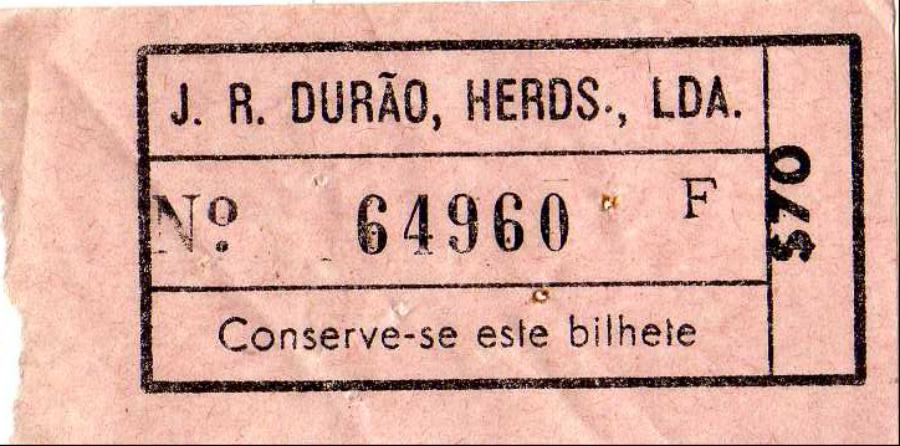 J. R. DURÃO, HERDS., LDA.
Nº 64960 F
Conserve-se este bilhete
$70